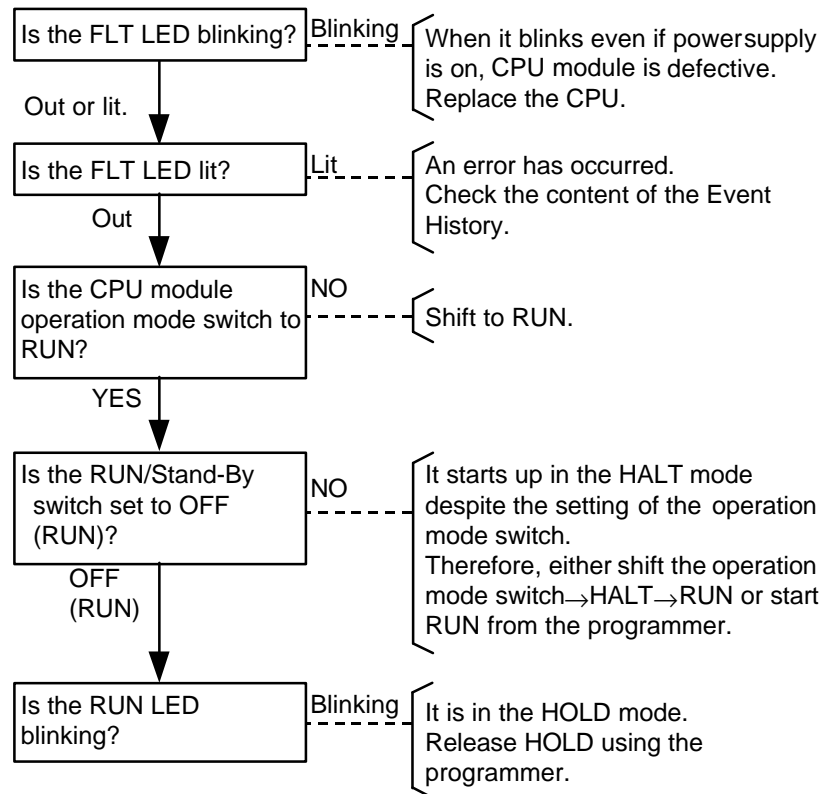 Is the FLT LED blinking?
Blinking
When it blinks even if powersupply
is on, CPU module is defective.
Replace the CPU.
Out or lit.
Is the FLT LED lit?
Lit
An error has occurred.
Check the content of the Event
History.
Out
Is the CPU module
operation mode switch to
RUN?
NO
Shift to RUN.
YES
Is the RUN/Stand-By
switch set to OFF
(RUN)?
NO
It starts up in the HALT mode
despite the setting of the operation
mode switch.
Therefore, either shift the operation
mode switch→HALT→RUN or start
RUN from the programmer.
OFF
(RUN)
Is the RUN LED
blinking?
Blinking
It is in the HOLD mode.
Release HOLD using the
programmer.